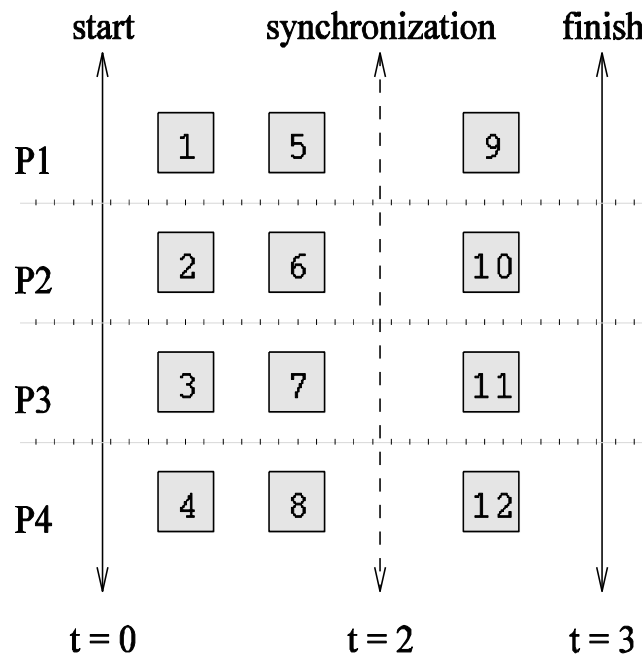 start synchronization finish
P1 1 5 9
P2 2 6 10
P3 3 7 11
P4 4 8 12
t = 0 t = 2 t = 3